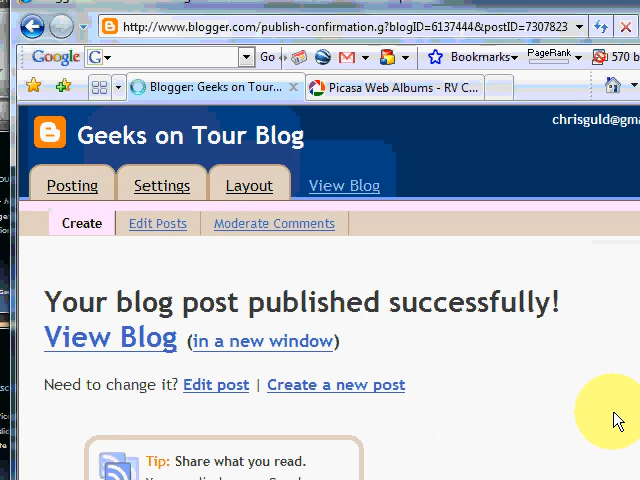 http://www.blogger.com/publish-confirmation.g?blogID=6137444&postID=7307823
Google G Go Bookmarks PageRank 570 b
Blogger: Geeks on Tour... Picasa Web Albums - RV C...
chrisguld@gma
Geeks on Tour Blog
Posting Settings Layout View Blog
Create Edit Posts Moderate Comments
Your blog post published successfully!
View Blog (in a new window)
Need to change it? Edit post | Create a new post
Tip: Share what you read.